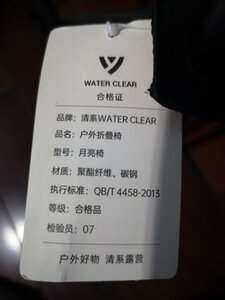 WATER CLEAR
合格证
品牌：清系WATER CLEAR
品名：户外折叠椅
型号：月亮椅
材质：聚酯纤维、碳钢
执行标准：QB/T 4458-2013
等级：合格品
检验员：07
户外好物 清系露营